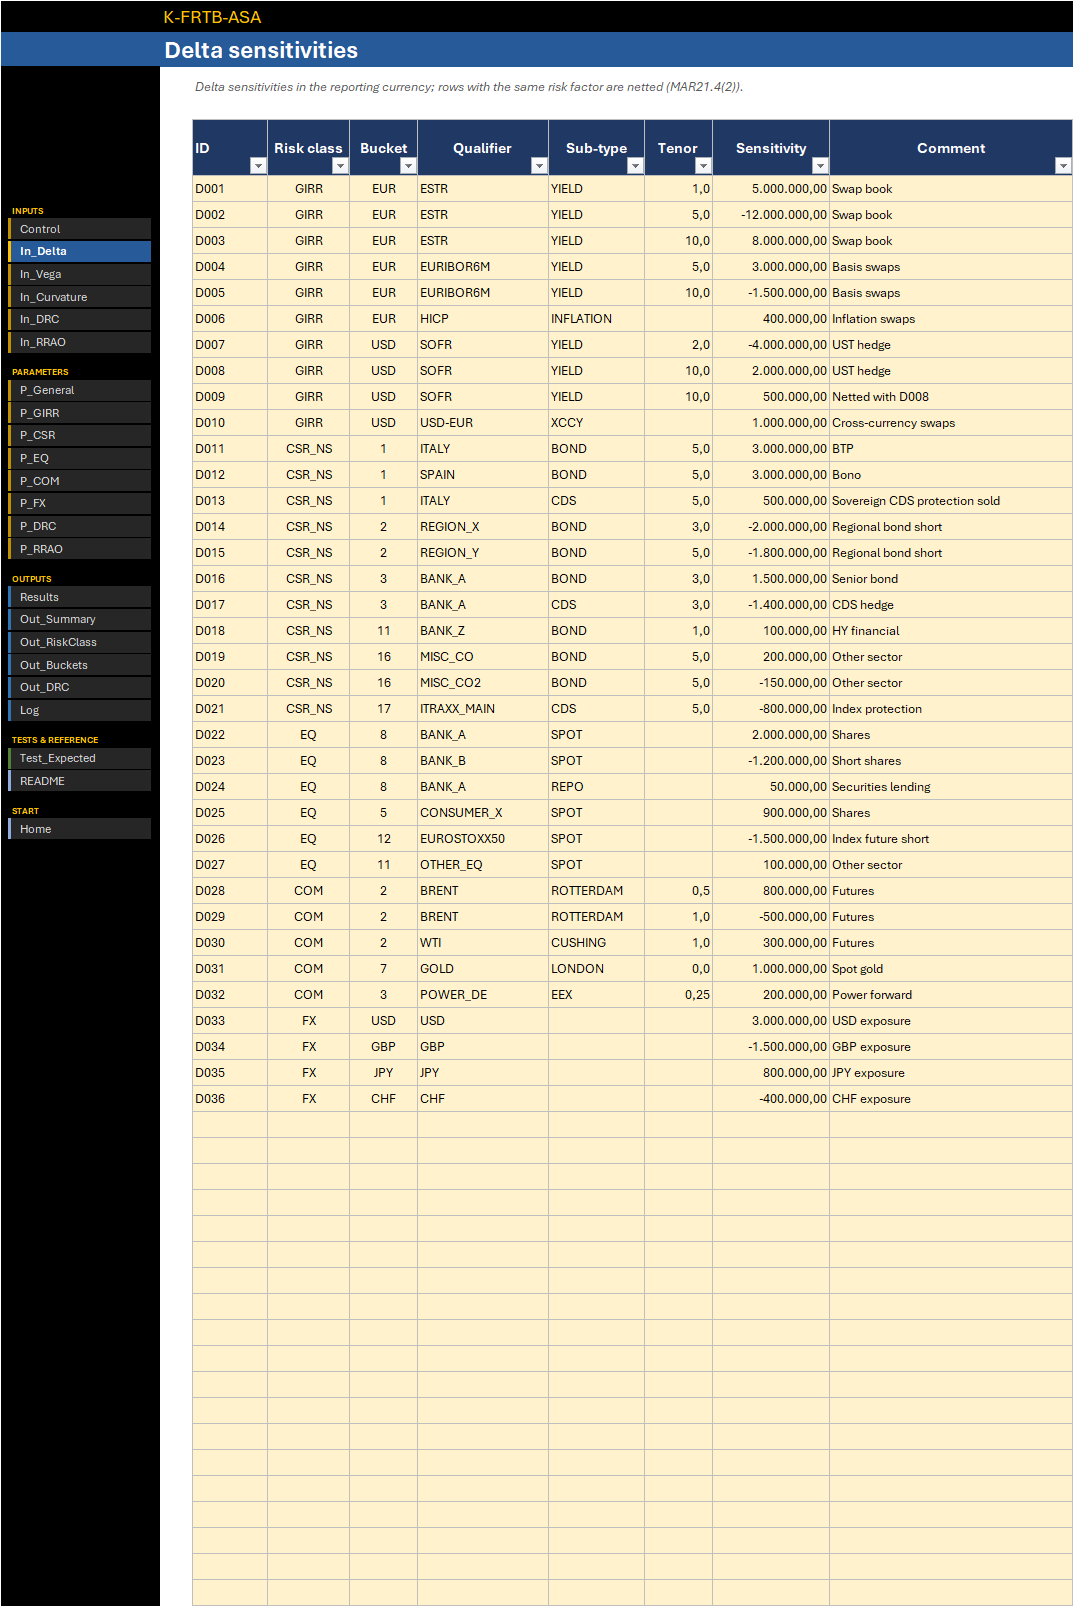 K-FRTB-ASA
Delta sensitivities
Delta sensitivities in the reporting currency; rows with the same risk factor are netted (MAR21.4(2)).
INPUTS
Control
In_Delta
In_Vega
In_Curvature
In_DRC
In_RRAO
PARAMETERS
P_General
P_GIRR
P_CSR
P_EQ
P_COM
P_FX
P_DRC
P_RRAO
OUTPUTS
Results
Out_Summary
Out_RiskClass
Out_Buckets
Out_DRC
Log
TESTS & REFERENCE
Test_Expected
README
START
Home
ID Risk class Bucket Qualifier Sub-type Tenor Sensitivity Comment
D001 GIRR EUR ESTR YIELD 1,0 5.000.000,00 Swap book
D002 GIRR EUR ESTR YIELD 5,0 -12.000.000,00 Swap book
D003 GIRR EUR ESTR YIELD 10,0 8.000.000,00 Swap book
D004 GIRR EUR EURIBOR6M YIELD 5,0 3.000.000,00 Basis swaps
D005 GIRR EUR EURIBOR6M YIELD 10,0 -1.500.000,00 Basis swaps
D006 GIRR EUR HICP INFLATION 400.000,00 Inflation swaps
D007 GIRR USD SOFR YIELD 2,0 -4.000.000,00 UST hedge
D008 GIRR USD SOFR YIELD 10,0 2.000.000,00 UST hedge
D009 GIRR USD SOFR YIELD 10,0 500.000,00 Netted with D008
D010 GIRR USD USD-EUR XCCY 1.000.000,00 Cross-currency swaps
D011 CSR_NS 1 ITALY BOND 5,0 3.000.000,00 BTP
D012 CSR_NS 1 SPAIN BOND 5,0 3.000.000,00 Bono
D013 CSR_NS 1 ITALY CDS 5,0 500.000,00 Sovereign CDS protection sold
D014 CSR_NS 2 REGION_X BOND 3,0 -2.000.000,00 Regional bond short
D015 CSR_NS 2 REGION_Y BOND 5,0 -1.800.000,00 Regional bond short
D016 CSR_NS 3 BANK_A BOND 3,0 1.500.000,00 Senior bond
D017 CSR_NS 3 BANK_A CDS 3,0 -1.400.000,00 CDS hedge
D018 CSR_NS 11 BANK_Z BOND 1,0 100.000,00 HY financial
D019 CSR_NS 16 MISC_CO BOND 5,0 200.000,00 Other sector
D020 CSR_NS 16 MISC_CO2 BOND 5,0 -150.000,00 Other sector
D021 CSR_NS 17 ITRAXX_MAIN CDS 5,0 -800.000,00 Index protection
D022 EQ 8 BANK_A SPOT 2.000.000,00 Shares
D023 EQ 8 BANK_B SPOT -1.200.000,00 Short shares
D024 EQ 8 BANK_A REPO 50.000,00 Securities lending
D025 EQ 5 CONSUMER_X SPOT 900.000,00 Shares
D026 EQ 12 EUROSTOXX50 SPOT -1.500.000,00 Index future short
D027 EQ 11 OTHER_EQ SPOT 100.000,00 Other sector
D028 COM 2 BRENT ROTTERDAM 0,5 800.000,00 Futures
D029 COM 2 BRENT ROTTERDAM 1,0 -500.000,00 Futures
D030 COM 2 WTI CUSHING 1,0 300.000,00 Futures
D031 COM 7 GOLD LONDON 0,0 1.000.000,00 Spot gold
D032 COM 3 POWER_DE EEX 0,25 200.000,00 Power forward
D033 FX USD USD 3.000.000,00 USD exposure
D034 FX GBP GBP -1.500.000,00 GBP exposure
D035 FX JPY JPY 800.000,00 JPY exposure
D036 FX CHF CHF -400.000,00 CHF exposure